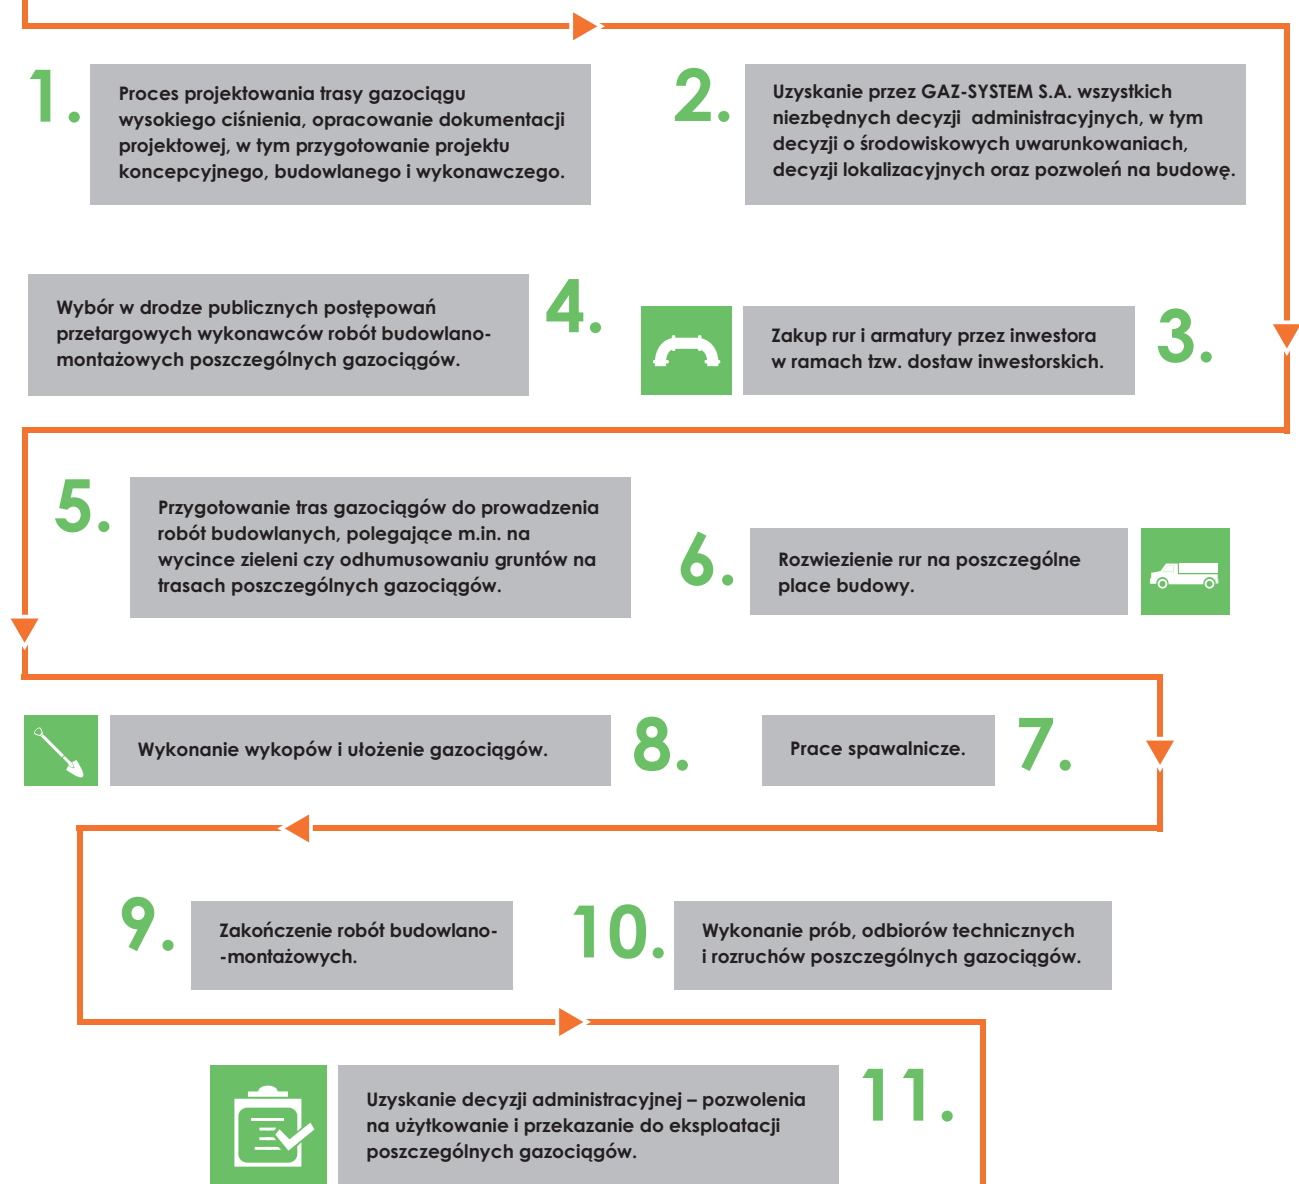 1.
Proces projektowania trasy gazociągu
wysokiego ciśnienia, opracowanie dokumentacji
projektowej, w tym przygotowanie projektu
koncepcyjnego, budowlanego i wykonawczego.
2.
Uzyskanie przez GAZ-SYSTEM S.A. wszystkich
niezbędnych decyzji administracyjnych, w tym
decyzji o środowiskowych uwarunkowaniach,
decyzji lokalizacyjnych oraz pozwoleń na budowę.
3.
Zakup rur i armatury przez inwestora
w ramach tzw. dostaw inwestorskich.
4.
Wybór w drodze publicznych postępowań
przetargowych wykonawców robót budowlano-
montażowych poszczególnych gazociągów.
5.
Przygotowanie tras gazociągów do prowadzenia
robót budowlanych, polegające m.in. na
wycince zieleni czy odhumusowaniu gruntów na
trasach poszczególnych gazociągów.
6.
Rozwiezienie rur na poszczególne
place budowy.
7.
Prace spawalnicze.
8.
Wykonanie wykopów i ułożenie gazociągów.
9.
Zakończenie robót budowlano-
-montażowych.
10.
Wykonanie prób, odbiorów technicznych
i rozruchów poszczególnych gazociągów.
11.
Uzyskanie decyzji administracyjnej – pozwolenia
na użytkowanie i przekazanie do eksploatacji
poszczególnych gazociągów.